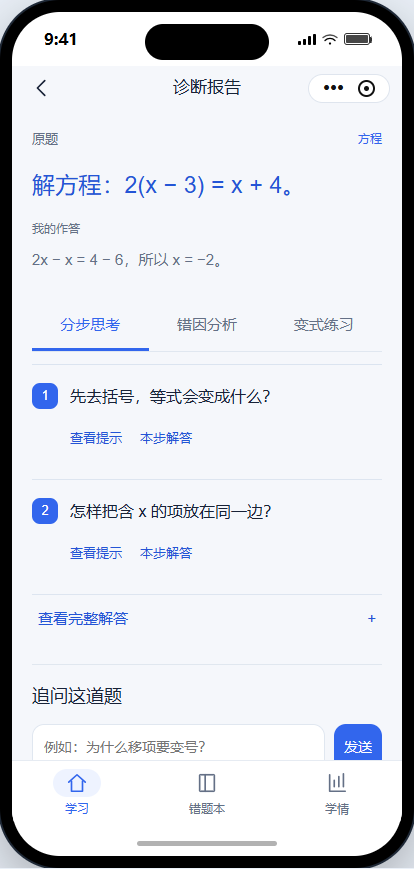 9:41
诊断报告
原题 方程
解方程：2(x − 3) = x + 4。
我的作答
2x − x = 4 − 6，所以 x = −2。
分步思考 错因分析 变式练习
1 先去括号，等式会变成什么？
查看提示 本步解答
2 怎样把含 x 的项放在同一边？
查看提示 本步解答
查看完整解答 +
追问这道题
例如：为什么移项要变号？ 发送
学习 错题本 学情